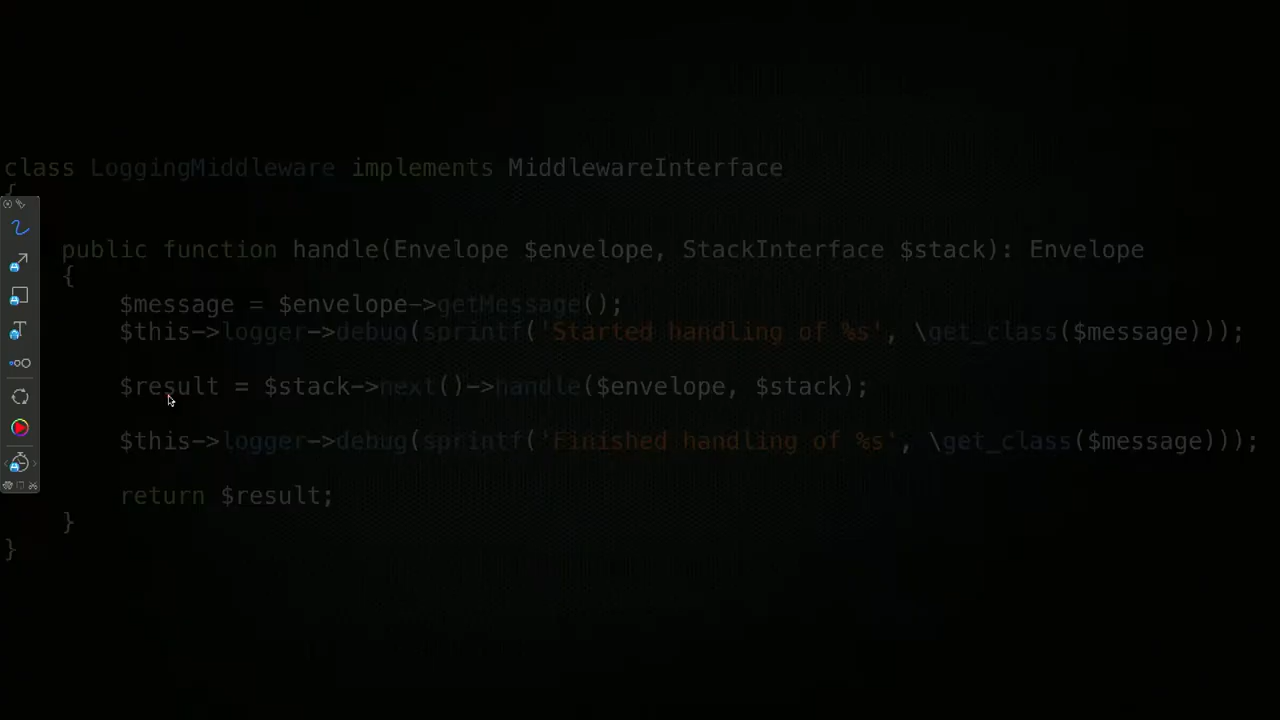 class LoggingMiddleware implements MiddlewareInterface
{
public function handle(Envelope $envelope, StackInterface $stack): Envelope
{
$message = $envelope->getMessage();
$this->logger->debug(sprintf('Started handling of %s', \get_class($message)));
$result = $stack->next()->handle($envelope, $stack);
$this->logger->debug(sprintf('Finished handling of %s', \get_class($message)));
return $result;
}
}